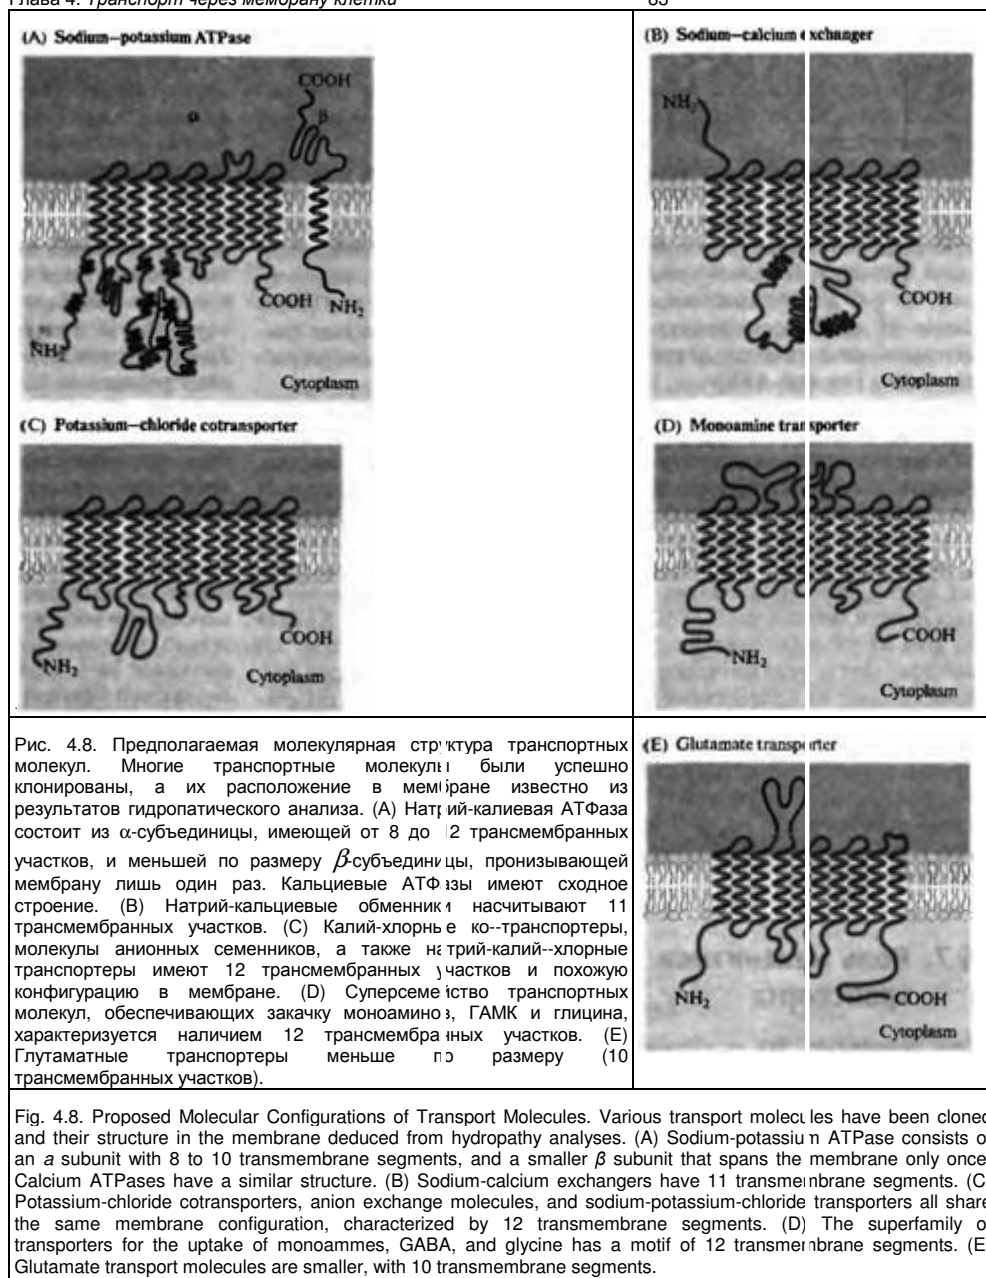 Глава 4. Транспорт через мембрану клетки 83
(A) Sodium–potassium ATPase
COOH
α
β
COOH
NH₂
NH₂
Cytoplasm
(B) Sodium–calcium exchanger
NH₂
COOH
Cytoplasm
(C) Potassium–chloride cotransporter
COOH
NH₂
Cytoplasm
(D) Monoamine transporter
COOH
NH₂
Cytoplasm
Рис. 4.8. Предполагаемая молекулярная структура транспортных
молекул. Многие транспортные молекулы были успешно
клонированы, а их расположение в мембране известно из
результатов гидропатического анализа. (А) Натрий-калиевая АТФаза
состоит из α-субъединицы, имеющей от 8 до 12 трансмембранных
участков, и меньшей по размеру β-субъединицы, пронизывающей
мембрану лишь один раз. Кальциевые АТФазы имеют сходное
строение. (В) Натрий-кальциевые обменники насчитывают 11
трансмембранных участков. (С) Калий-хлорные ко--транспортеры,
молекулы анионных семенников, а также натрий-калий--хлорные
транспортеры имеют 12 трансмембранных участков и похожую
конфигурацию в мембране. (D) Суперсемейство транспортных
молекул, обеспечивающих закачку моноаминов, ГАМК и глицина,
характеризуется наличием 12 трансмембранных участков. (Е)
Глутаматные транспортеры меньше по размеру (10
трансмембранных участков).
(E) Glutamate transporter
NH₂
COOH
Cytoplasm
Fig. 4.8. Proposed Molecular Configurations of Transport Molecules. Various transport molecules have been cloned
and their structure in the membrane deduced from hydropathy analyses. (A) Sodium-potassium ATPase consists o
an a subunit with 8 to 10 transmembrane segments, and a smaller β subunit that spans the membrane only once
Calcium ATPases have a similar structure. (B) Sodium-calcium exchangers have 11 transmembrane segments. (C
Potassium-chloride cotransporters, anion exchange molecules, and sodium-potassium-chloride transporters all share
the same membrane configuration, characterized by 12 transmembrane segments. (D) The superfamily o
transporters for the uptake of monoammes, GABA, and glycine has a motif of 12 transmembrane segments. (E
Glutamate transport molecules are smaller, with 10 transmembrane segments.